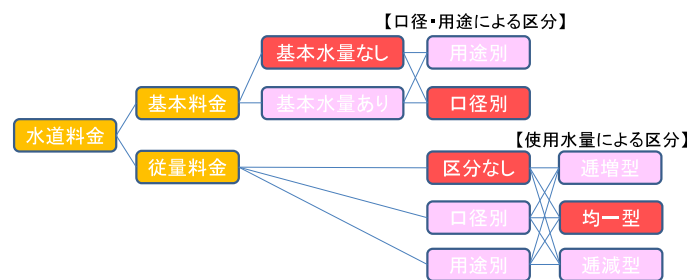 【口径・用途による区分】
基本水量なし
用途別
基本料金
基本水量あり
口径別
水道料金
【使用水量による区分】
従量料金
区分なし
逓増型
口径別
均一型
用途別
逓減型